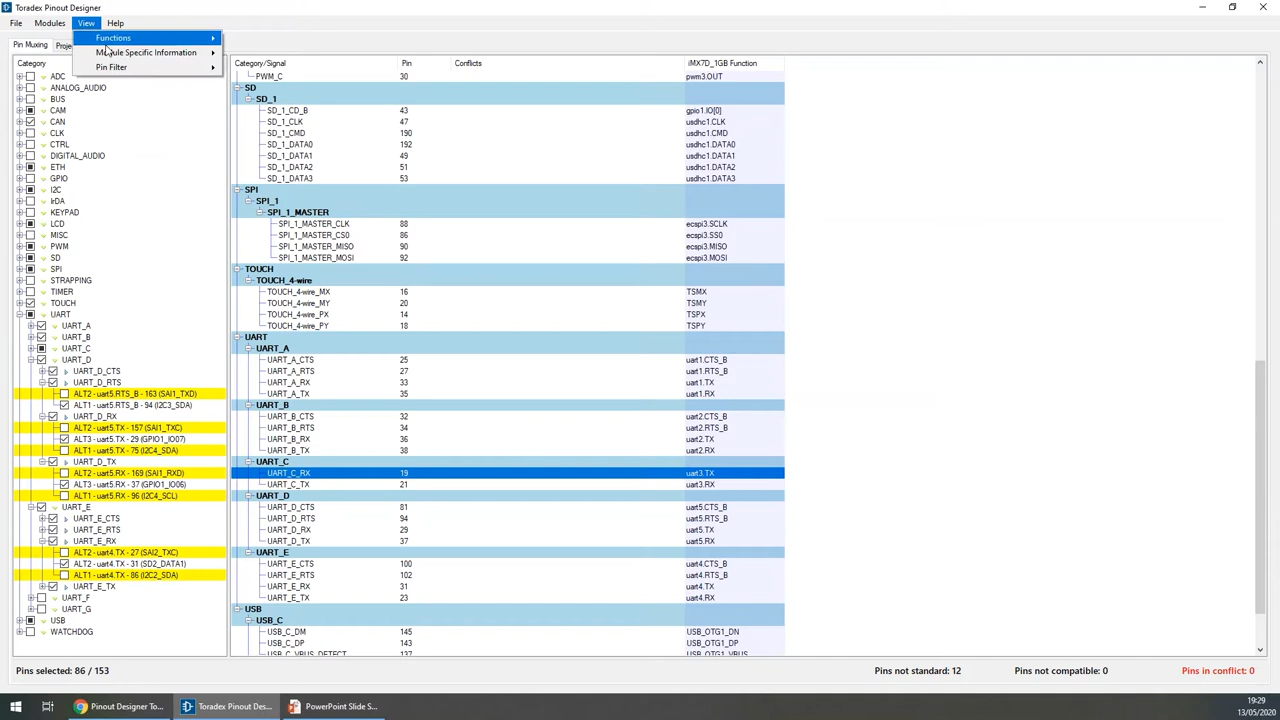 Toradex Pinout Designer
File Modules View Help
Functions
Module Specific Information
Pin Filter
Pin Muxing Proje
Category
ADC
ANALOG_AUDIO
BUS
CAM
CAN
CLK
CTRL
DIGITAL_AUDIO
ETH
GPIO
I2C
IrDA
KEYPAD
LCD
MISC
PWM
SD
SPI
STRAPPING
TIMER
TOUCH
UART
UART_A
UART_B
UART_C
UART_D
UART_D_CTS
UART_D_RTS
ALT2 - uart5.RTS_B - 163 (SAI1_TXD)
ALT1 - uart5.RTS_B - 94 (I2C3_SDA)
UART_D_RX
ALT2 - uart5.TX - 157 (SAI1_TXC)
ALT3 - uart5.TX - 29 (GPIO1_IO07)
ALT1 - uart5.TX - 75 (I2C4_SDA)
UART_D_TX
ALT2 - uart5.RX - 169 (SAI1_RXD)
ALT3 - uart5.RX - 37 (GPIO1_IO06)
ALT1 - uart5.RX - 96 (I2C4_SCL)
UART_E
UART_E_CTS
UART_E_RTS
UART_E_RX
ALT2 - uart4.TX - 27 (SAI2_TXC)
ALT2 - uart4.TX - 31 (SD2_DATA1)
ALT1 - uart4.TX - 86 (I2C2_SDA)
UART_E_TX
UART_F
UART_G
USB
WATCHDOG
Category/Signal Pin Conflicts iMX7D_1GB Function
PWM_C 30 pwm3.OUT
SD
SD_1
SD_1_CD_B 43 gpio1.IO[0]
SD_1_CLK 47 usdhc1.CLK
SD_1_CMD 190 usdhc1.CMD
SD_1_DATA0 192 usdhc1.DATA0
SD_1_DATA1 49 usdhc1.DATA1
SD_1_DATA2 51 usdhc1.DATA2
SD_1_DATA3 53 usdhc1.DATA3
SPI
SPI_1
SPI_1_MASTER
SPI_1_MASTER_CLK 88 ecspi3.SCLK
SPI_1_MASTER_CS0 86 ecspi3.SS0
SPI_1_MASTER_MISO 90 ecspi3.MISO
SPI_1_MASTER_MOSI 92 ecspi3.MOSI
TOUCH
TOUCH_4-wire
TOUCH_4-wire_MX 16 TSMX
TOUCH_4-wire_MY 20 TSMY
TOUCH_4-wire_PX 14 TSPX
TOUCH_4-wire_PY 18 TSPY
UART
UART_A
UART_A_CTS 25 uart1.CTS_B
UART_A_RTS 27 uart1.RTS_B
UART_A_RX 33 uart1.TX
UART_A_TX 35 uart1.RX
UART_B
UART_B_CTS 32 uart2.CTS_B
UART_B_RTS 34 uart2.RTS_B
UART_B_RX 36 uart2.TX
UART_B_TX 38 uart2.RX
UART_C
UART_C_RX 19 uart3.TX
UART_C_TX 21 uart3.RX
UART_D
UART_D_CTS 81 uart5.CTS_B
UART_D_RTS 94 uart5.RTS_B
UART_D_RX 29 uart5.TX
UART_D_TX 37 uart5.RX
UART_E
UART_E_CTS 100 uart4.CTS_B
UART_E_RTS 102 uart4.RTS_B
UART_E_RX 31 uart4.TX
UART_E_TX 23 uart4.RX
USB
USB_C
USB_C_DM 145 USB_OTG1_DN
USB_C_DP 143 USB_OTG1_DP
USB_C_VBUS_DETECT 137 USB_OTG1_VBUS
Pins selected: 86 / 153 Pins not standard: 12 Pins not compatible: 0 Pins in conflict: 0
Pinout Designer To... Toradex Pinout Des... PowerPoint Slide S... 19:29
13/05/2020